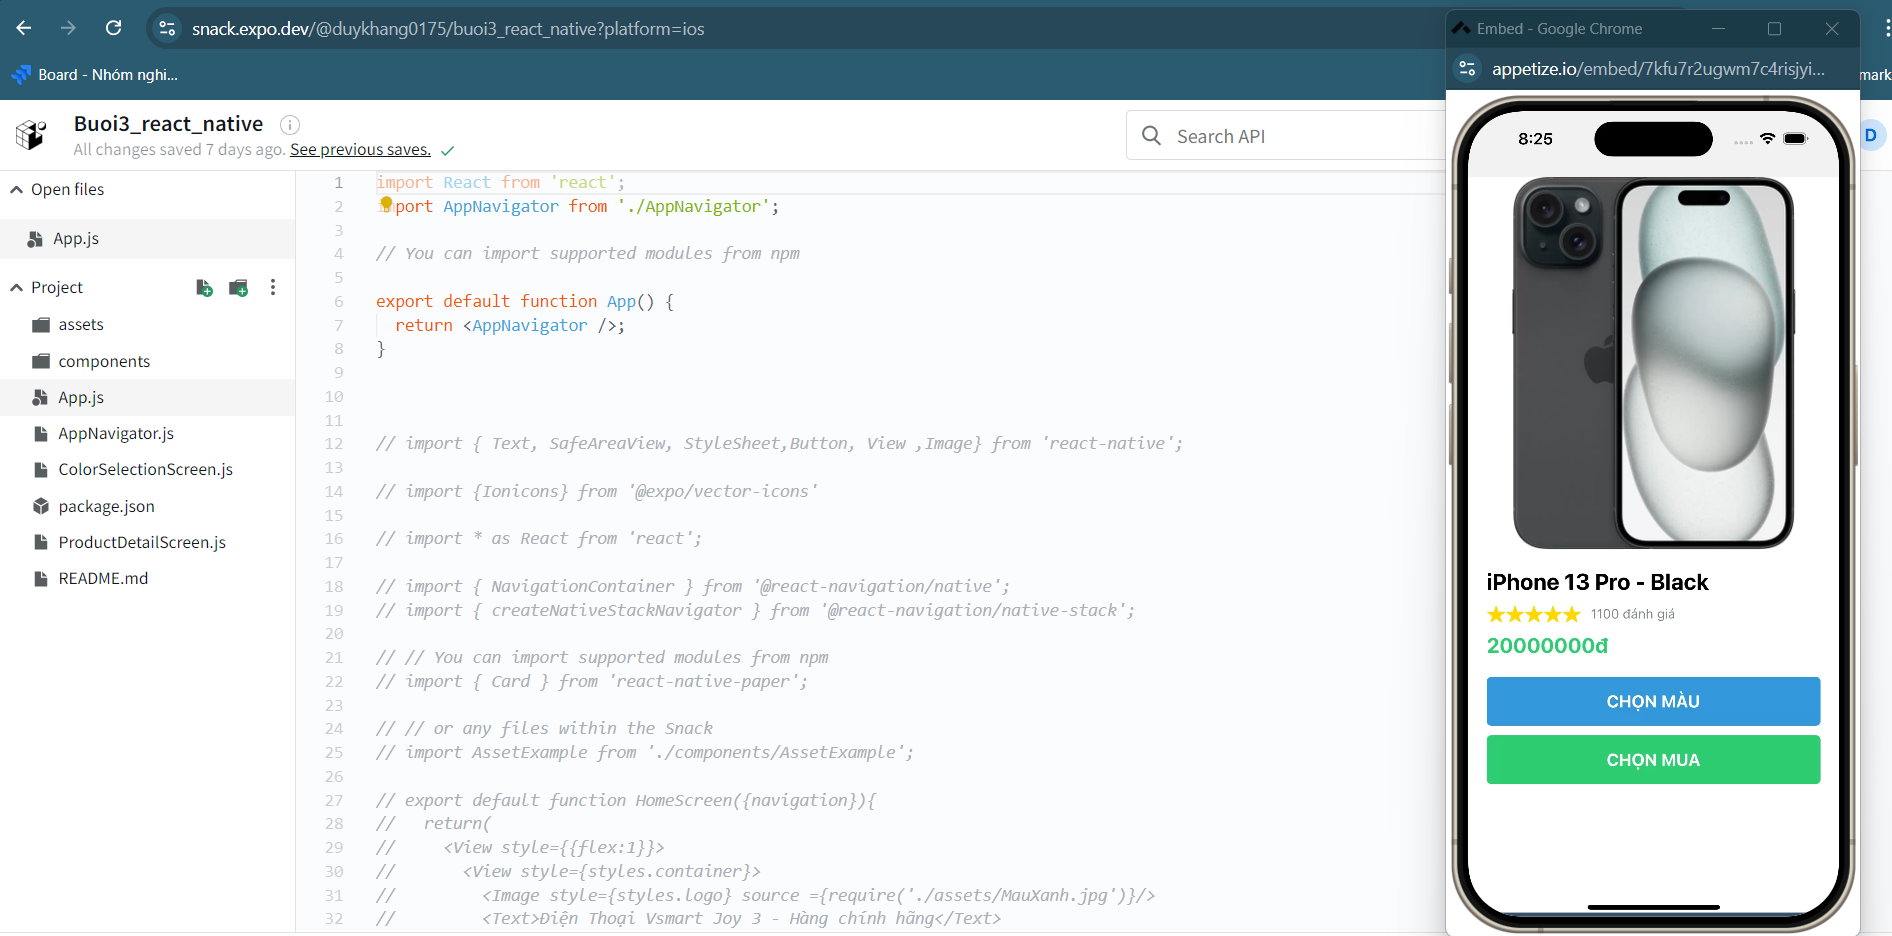 snack.expo.dev/@duykhang0175/buoi3_react_native?platform=ios
Board - Nhóm nghi...
mark
Buoi3_react_native
All changes saved 7 days ago. See previous saves.
Search API
D
Open files
App.js
Project
assets
components
App.js
AppNavigator.js
ColorSelectionScreen.js
package.json
ProductDetailScreen.js
README.md
1 import React from 'react';
2 import AppNavigator from './AppNavigator';
3
4 // You can import supported modules from npm
5
6 export default function App() {
7 return <AppNavigator />;
8 }
9
10
11
12 // import { Text, SafeAreaView, StyleSheet,Button, View ,Image} from 'react-native';
13
14 // import {Ionicons} from '@expo/vector-icons'
15
16 // import * as React from 'react';
17
18 // import { NavigationContainer } from '@react-navigation/native';
19 // import { createNativeStackNavigator } from '@react-navigation/native-stack';
20
21 // // You can import supported modules from npm
22 // import { Card } from 'react-native-paper';
23
24 // // or any files within the Snack
25 // import AssetExample from './components/AssetExample';
26
27 // export default function HomeScreen({navigation}){
28 // return(
29 // <View style={{flex:1}}>
30 // <View style={styles.container}>
31 // <Image style={styles.logo} source ={require('./assets/MauXanh.jpg')}/>
32 // <Text>Điện Thoại Vsmart Joy 3 - Hàng chính hãng</Text>
Embed - Google Chrome
appetize.io/embed/7kfu7r2ugwm7c4risjyi...
8:25
iPhone 13 Pro - Black
1100 đánh giá
20000000đ
CHỌN MÀU
CHỌN MUA